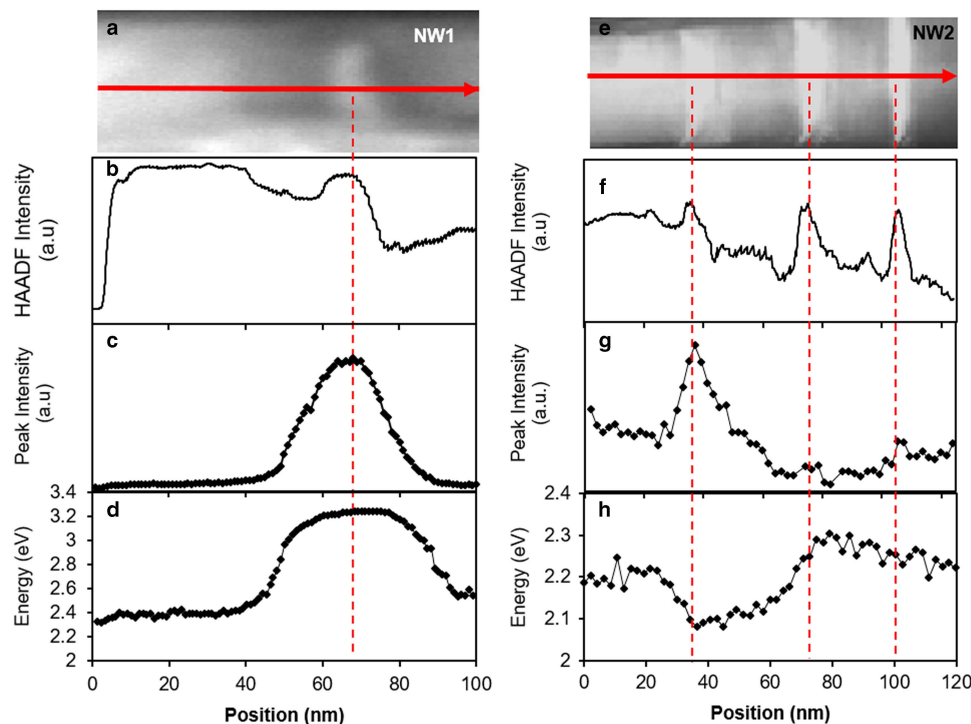 a
NW1
b
HAADF Intensity
(a.u)
c
Peak Intensity
(a.u)
d
Energy (eV)
3.4
3.2
3
2.8
2.6
2.4
2.2
2
0 20 40 60 80 100
Position (nm)
e
NW2
f
HAADF Intensity
(a.u)
g
Peak Intensity
(a.u.)
h
Energy (eV)
2.4
2.3
2.2
2.1
2
0 20 40 60 80 100 120
Position (nm)